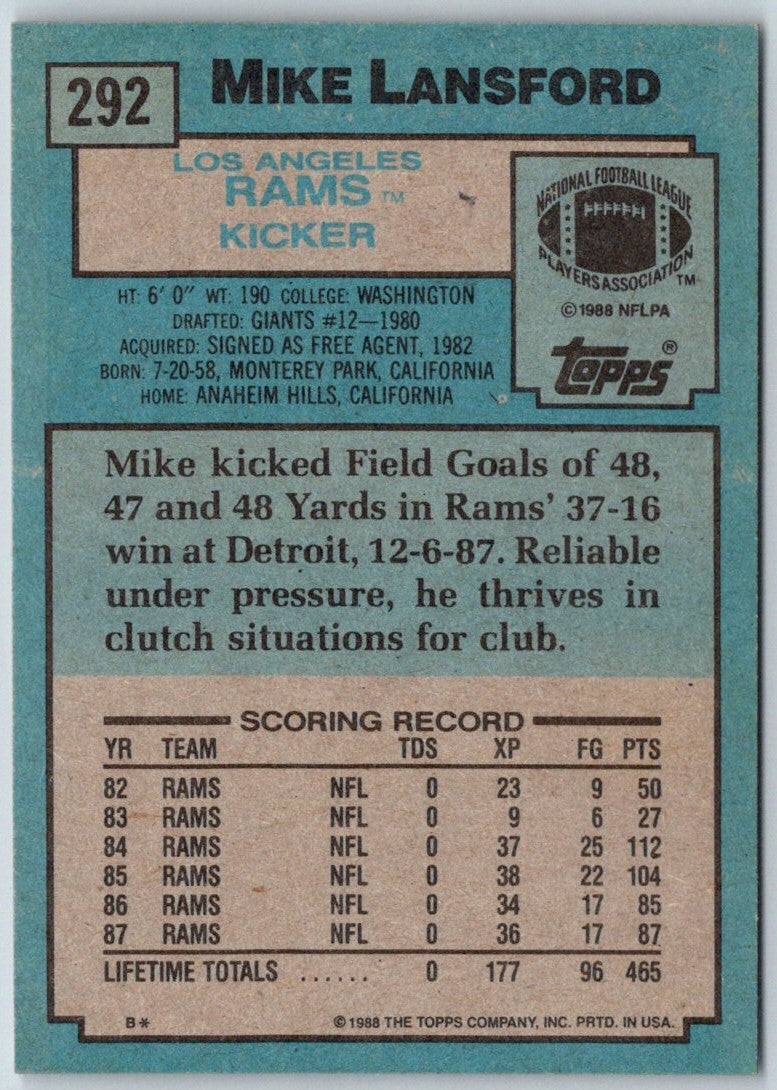 292
MIKE LANSFORD
LOS ANGELES
RAMS TM
KICKER
NATIONAL FOOTBALL LEAGUE
PLAYERS ASSOCIATION TM
©1988 NFLPA
TOPPS®
HT: 6' 0" WT: 190 COLLEGE: WASHINGTON
DRAFTED: GIANTS #12—1980
ACQUIRED: SIGNED AS FREE AGENT, 1982
BORN: 7-20-58, MONTEREY PARK, CALIFORNIA
HOME: ANAHEIM HILLS, CALIFORNIA
Mike kicked Field Goals of 48,
47 and 48 Yards in Rams' 37-16
win at Detroit, 12-6-87. Reliable
under pressure, he thrives in
clutch situations for club.
SCORING RECORD
YR TEAM TDS XP FG PTS
82 RAMS NFL 0 23 9 50
83 RAMS NFL 0 9 6 27
84 RAMS NFL 0 37 25 112
85 RAMS NFL 0 38 22 104
86 RAMS NFL 0 34 17 85
87 RAMS NFL 0 36 17 87
LIFETIME TOTALS ...... 0 177 96 465
B* ©1988 THE TOPPS COMPANY, INC. PRTD. IN USA.